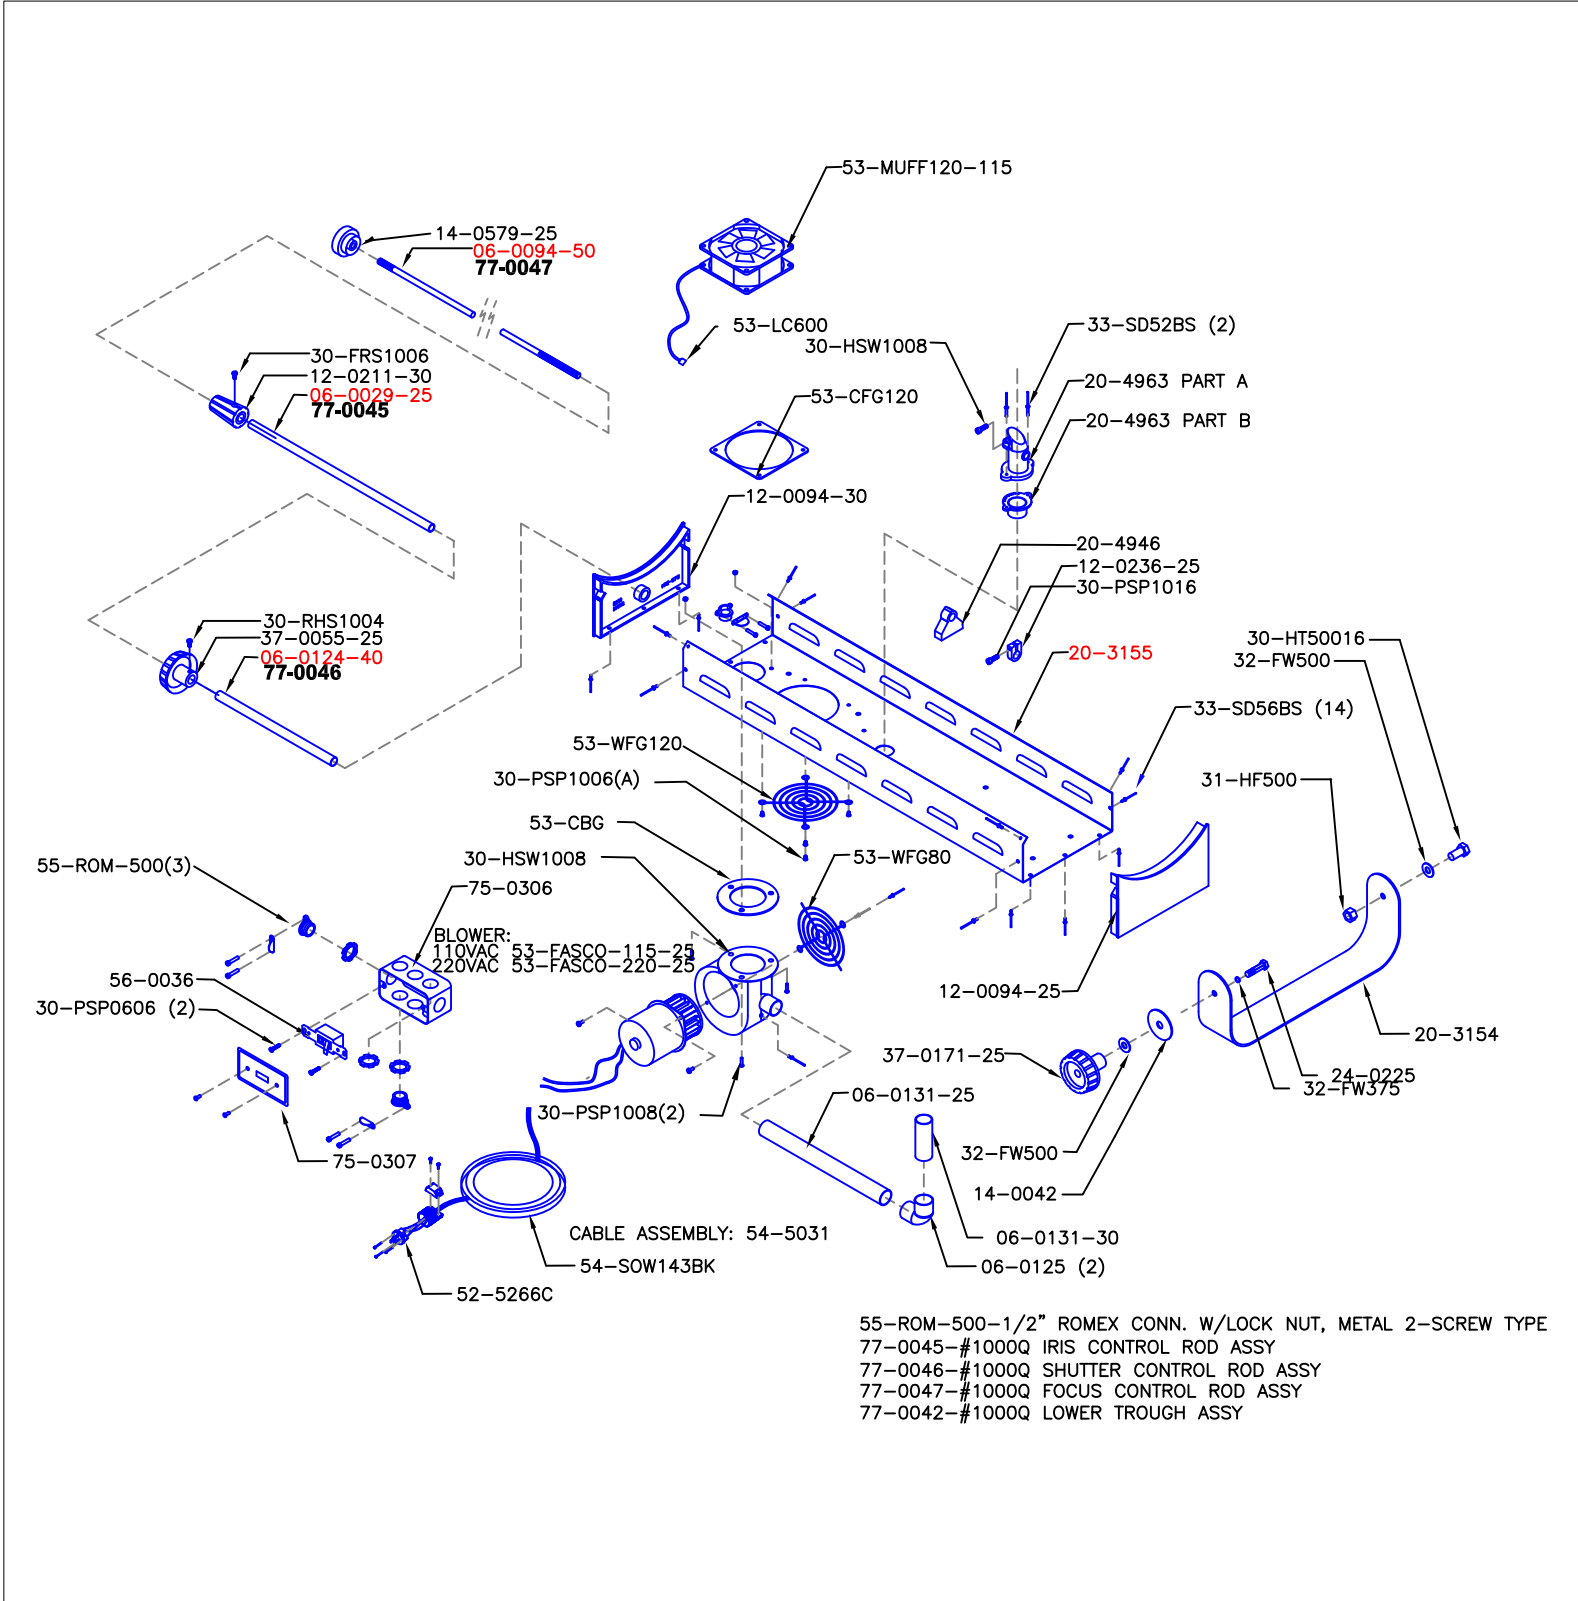 53-MUFF120-115
14-0579-25
06-0094-50
77-0047
53-LC600
33-SD52BS (2)
30-HSW1008
30-FRS1006
12-0211-30
06-0029-25
77-0045
20-4963 PART A
53-CFG120
20-4963 PART B
12-0094-30
20-4946
12-0236-25
30-PSP1016
30-RHS1004
37-0055-25
06-0124-40
77-0046
20-3155
30-HT50016
32-FW500
33-SD56BS (14)
53-WFG120
30-PSP1006(A)
31-HF500
53-CBG
30-HSW1008
53-WFG80
55-ROM-500(3)
75-0306
BLOWER:
110VAC 53-FASCO-115-25
220VAC 53-FASCO-220-25
56-0036
30-PSP0606 (2)
12-0094-25
20-3154
37-0171-25
24-0225
32-FW375
06-0131-25
30-PSP1008(2)
32-FW500
75-0307
14-0042
CABLE ASSEMBLY: 54-5031
06-0131-30
54-SOW143BK
06-0125 (2)
52-5266C
55-ROM-500-1/2" ROMEX CONN. W/LOCK NUT, METAL 2-SCREW TYPE
77-0045-#1000Q IRIS CONTROL ROD ASSY
77-0046-#1000Q SHUTTER CONTROL ROD ASSY
77-0047-#1000Q FOCUS CONTROL ROD ASSY
77-0042-#1000Q LOWER TROUGH ASSY